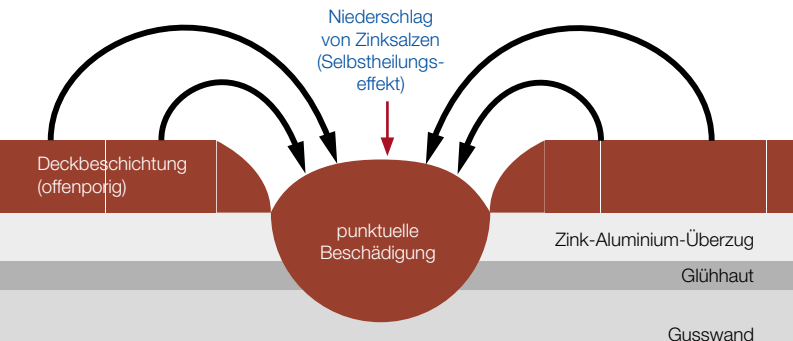 Niederschlag
von Zinksalzen
(Selbstheilungs-
effekt)
Deckbeschichtung
(offenporig)
punktuelle
Beschädigung
Zink-Aluminium-Überzug
Glühhaut
Gusswand